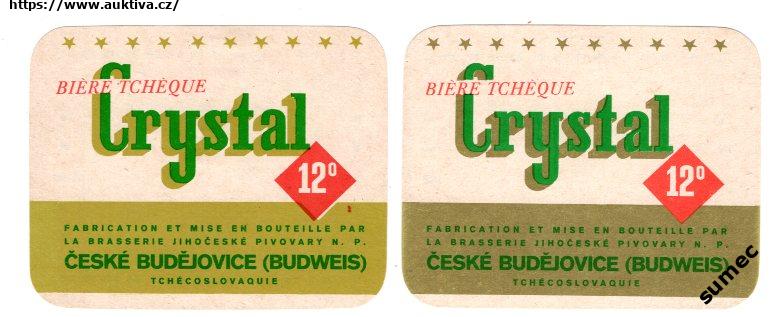 https://www.auktiva.cz/
BIÈRE TCHÈQUE
Crystal
12°
FABRICATION ET MISE EN BOUTEILLE PAR
LA BRASSERIE JIHOČESKÉ PIVOVARY N. P.
ČESKÉ BUDĚJOVICE (BUDWEIS)
TCHÉCOSLOVAQUIE
BIÈRE TCHÈQUE
Crystal
12°
FABRICATION ET MISE EN BOUTEILLE PAR
LA BRASSERIE JIHOČESKÉ PIVOVARY N. P.
ČESKÉ BUDĚJOVICE (BUDWEIS)
TCHÉCOSLOVAQUIE
sumec